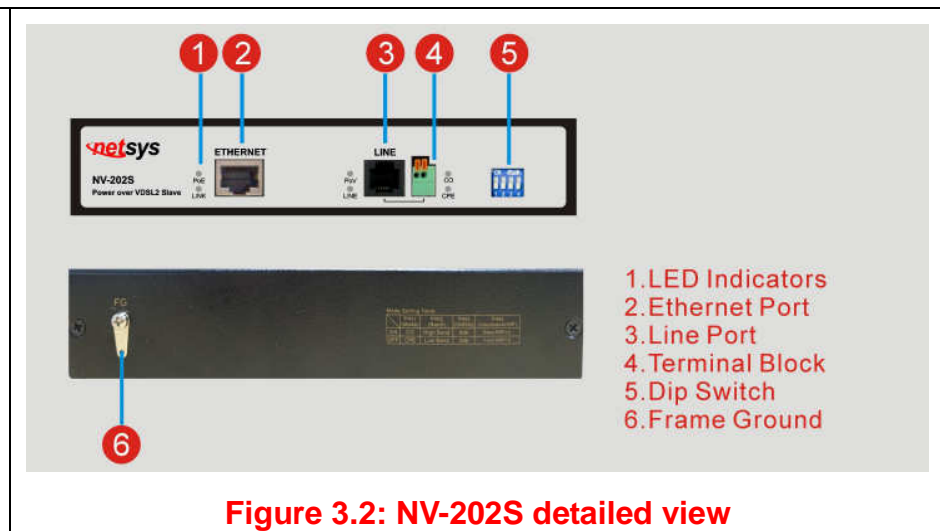 1 2 3 4 5
netsys
NV-202S
Power over VDSL2 Slave
ETHERNET
PoE
LINK
LINE
PoV
LINE
CO
CPE
FG
6
1.LED Indicators
2.Ethernet Port
3.Line Port
4.Terminal Block
5.Dip Switch
6.Frame Ground
Figure 3.2: NV-202S detailed view